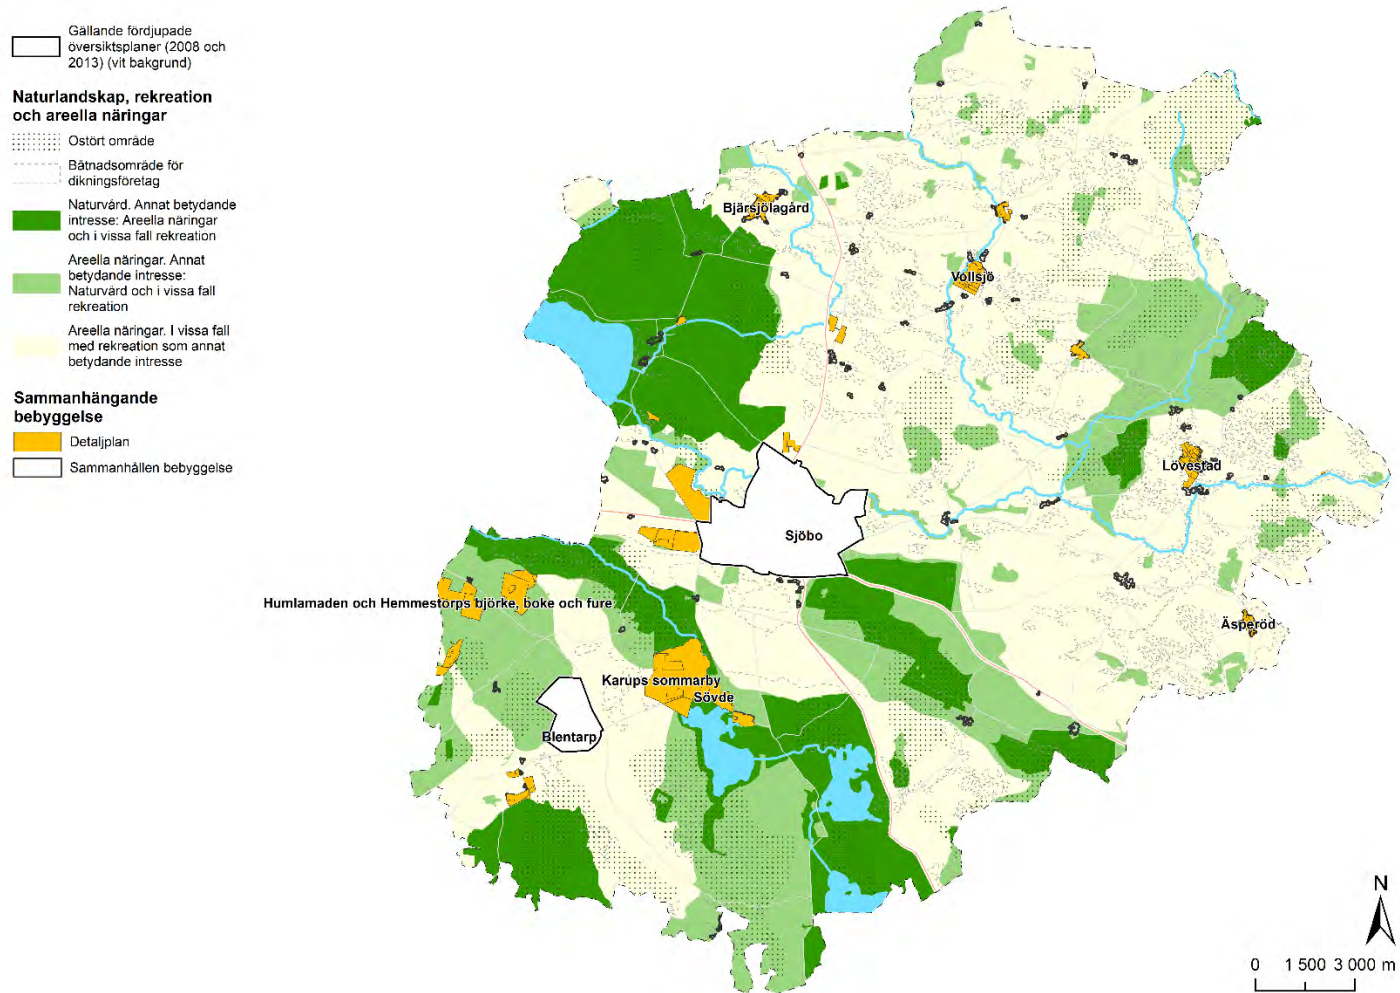 Gällande fördjupade
översiktsplaner (2008 och
2013) (vit bakgrund)
Naturlandskap, rekreation
och areella näringar
Ostört område
Båtnadsområde för
dikningsföretag
Naturvård. Annat betydande
intresse: Areella näringar
och i vissa fall rekreation
Areella näringar. Annat
betydande intresse:
Naturvård och i vissa fall
rekreation
Areella näringar. I vissa fall
med rekreation som annat
betydande intresse
Sammanhängande
bebyggelse
Detaljplan
Sammanhållen bebyggelse
Bjärsjölagård
Vollsjö
Lövestad
Sjöbo
Humlamaden och Hemmestorps björke, boke och fure
Äsperöd
Karups sommarby
Sövde
Blentarp
N
0 1 500 3 000 m